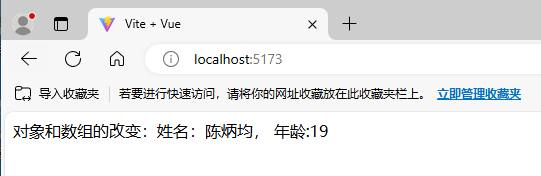 Vite + Vue
localhost:5173
导入收藏夹 若要进行快速访问，请将你的网址收藏放在此收藏夹栏上。 立即管理收藏夹
对象和数组的改变：姓名：陈炳均， 年龄:19